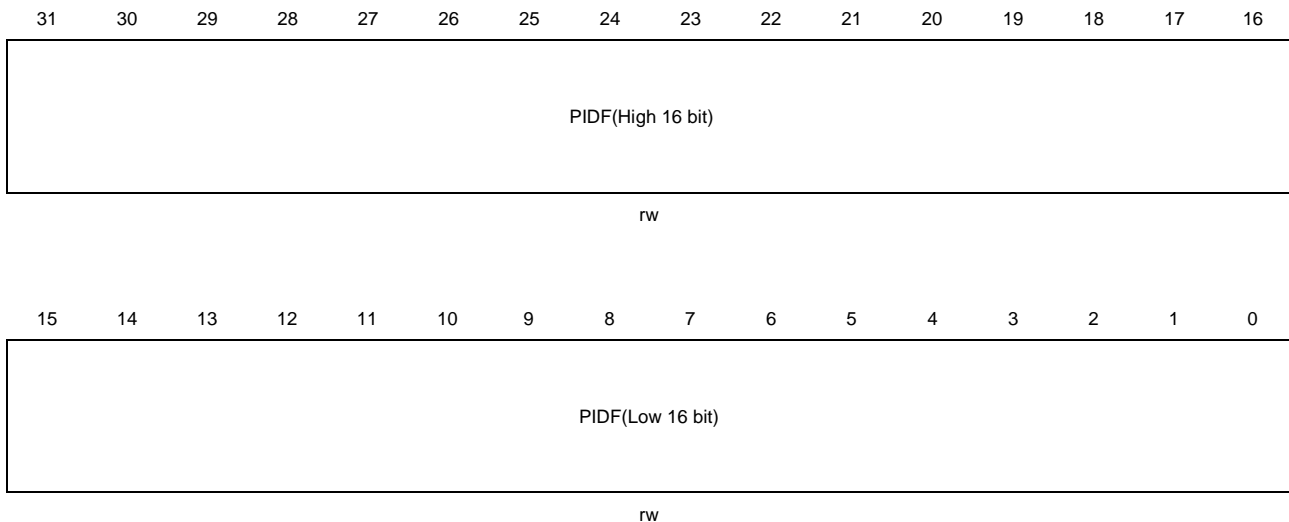 31 30 29 28 27 26 25 24 23 22 21 20 19 18 17 16
PIDF(High 16 bit)
rw
15 14 13 12 11 10 9 8 7 6 5 4 3 2 1 0
PIDF(Low 16 bit)
rw